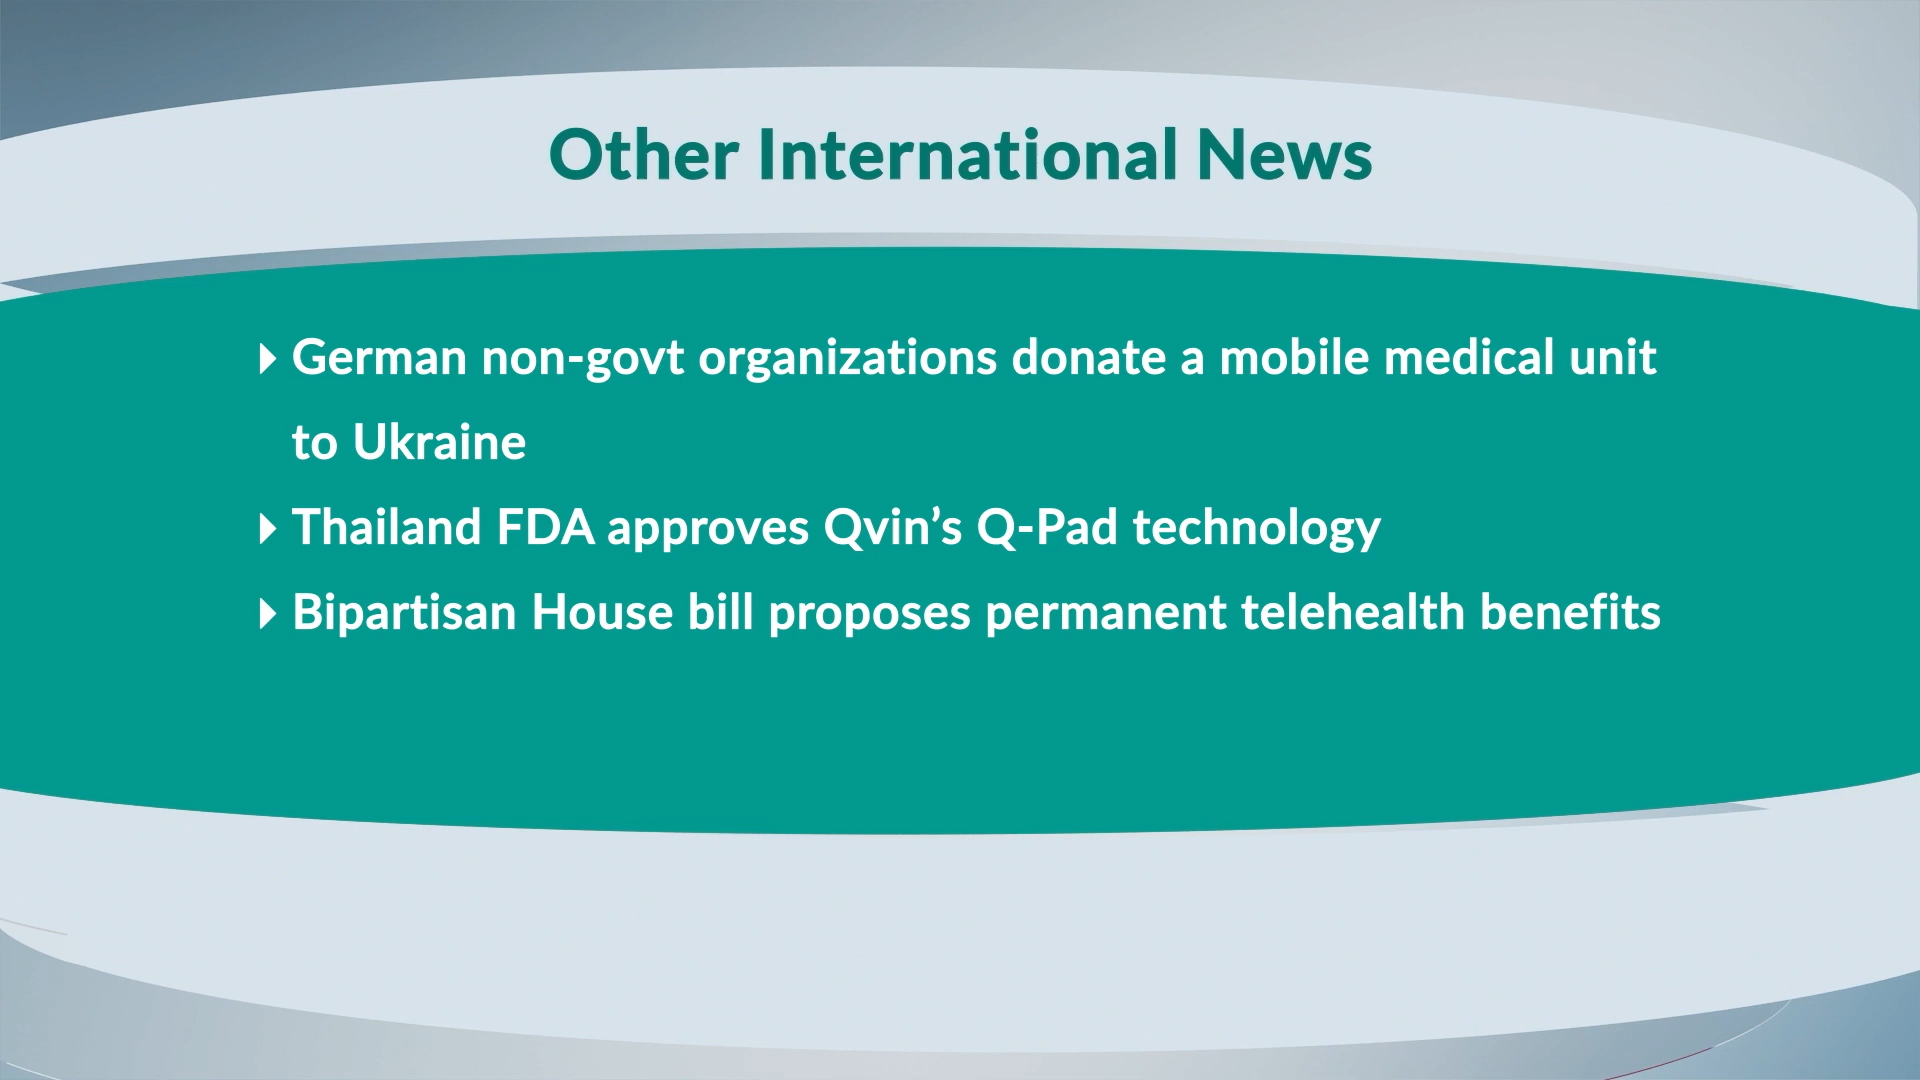 Other International News
German non-govt organizations donate a mobile medical unit
to Ukraine
Thailand FDA approves Qvin’s Q-Pad technology
Bipartisan House bill proposes permanent telehealth benefits